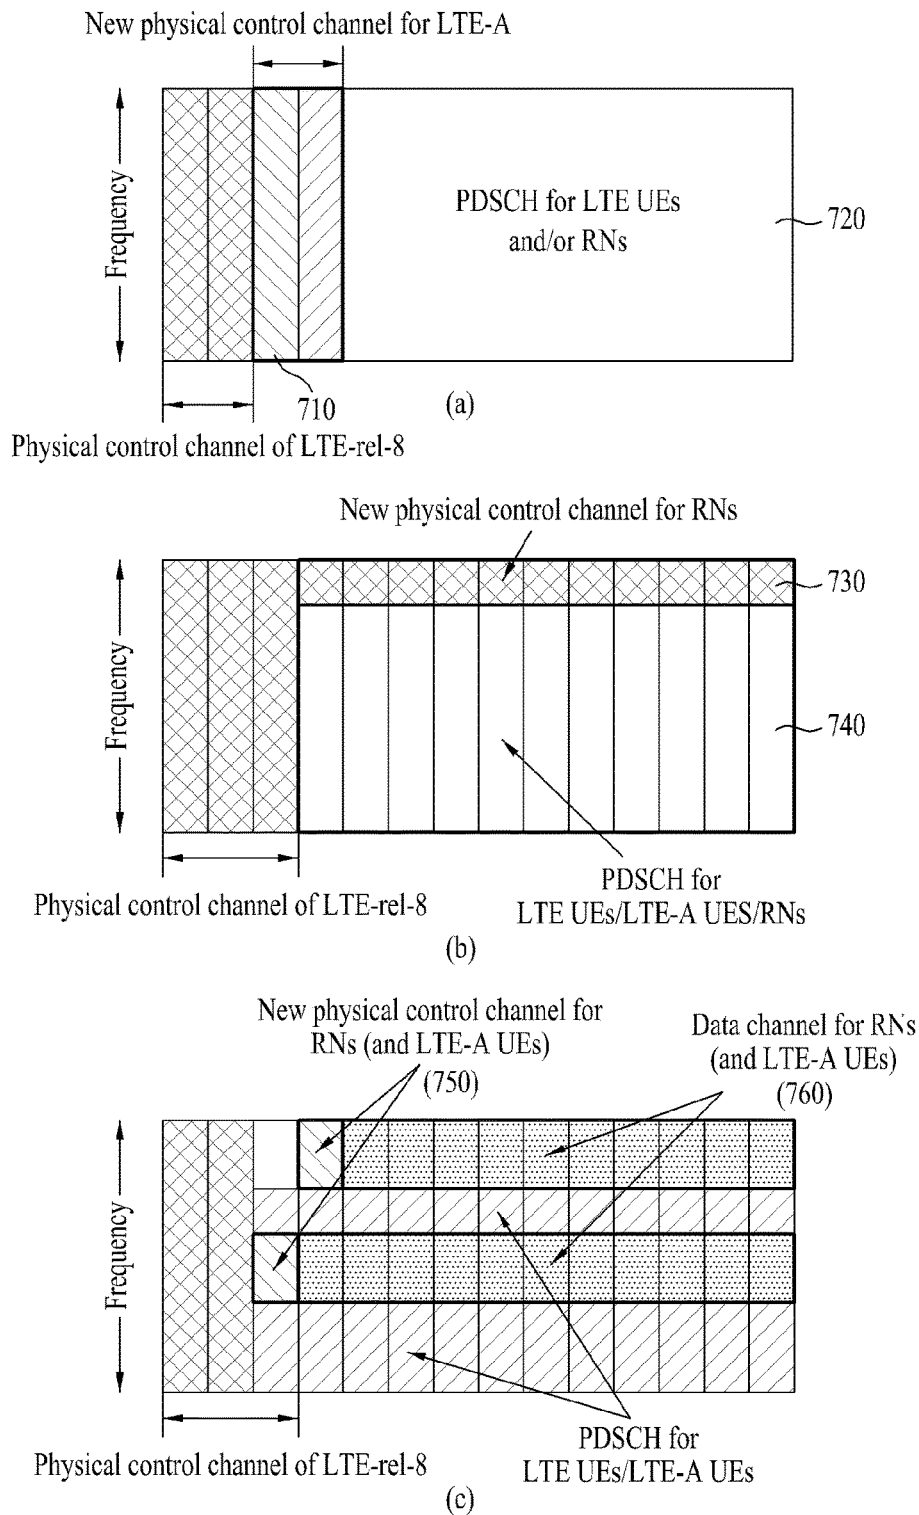 New physical control channel for LTE-A
Frequency
PDSCH for LTE UEs
and/or RNs
720
710
(a)
Physical control channel of LTE-rel-8
New physical control channel for RNs
730
Frequency
740
PDSCH for
LTE UEs/LTE-A UES/RNs
Physical control channel of LTE-rel-8
(b)
New physical control channel for
RNs (and LTE-A UEs)
(750)
Data channel for RNs
(and LTE-A UEs)
(760)
Frequency
PDSCH for
LTE UEs/LTE-A UEs
Physical control channel of LTE-rel-8
(c)